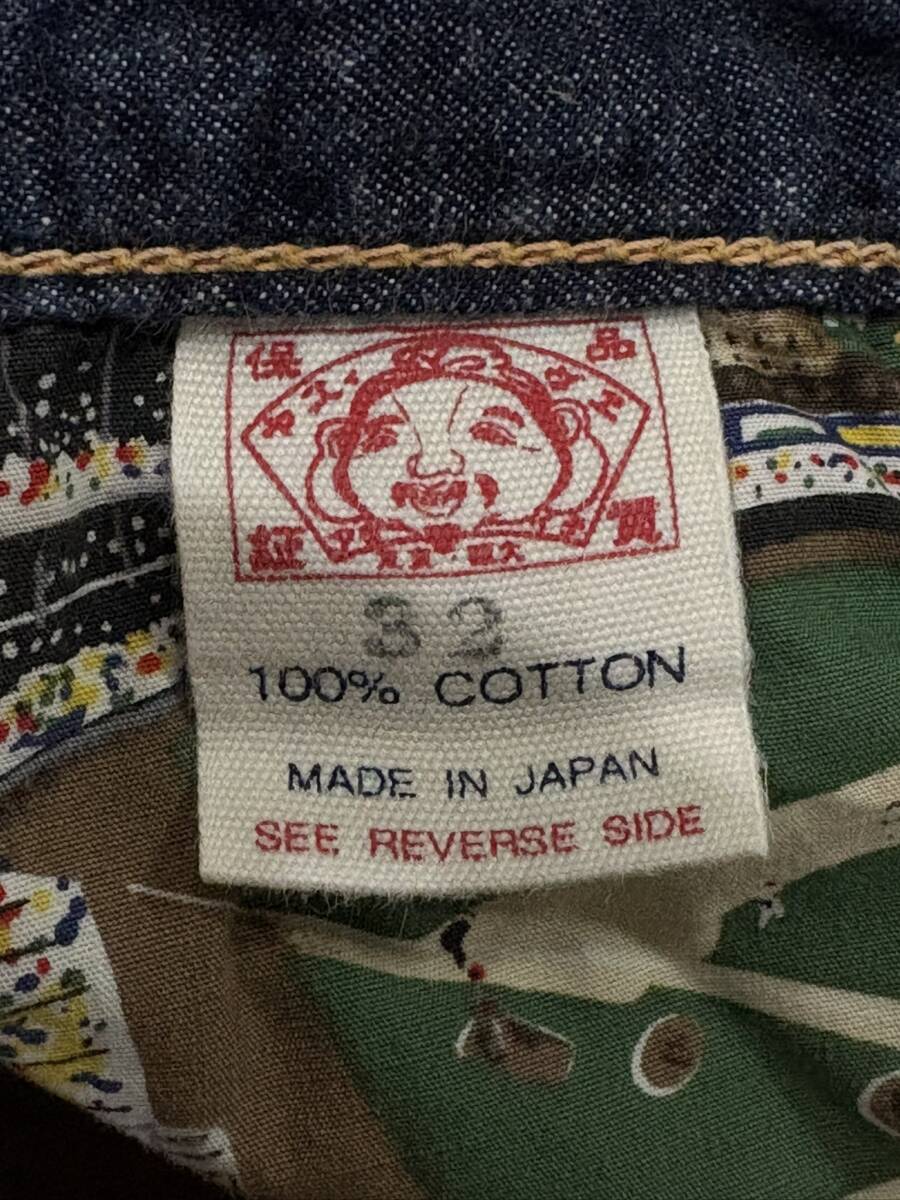 保 品
証 質
32
100% COTTON
MADE IN JAPAN
SEE REVERSE SIDE